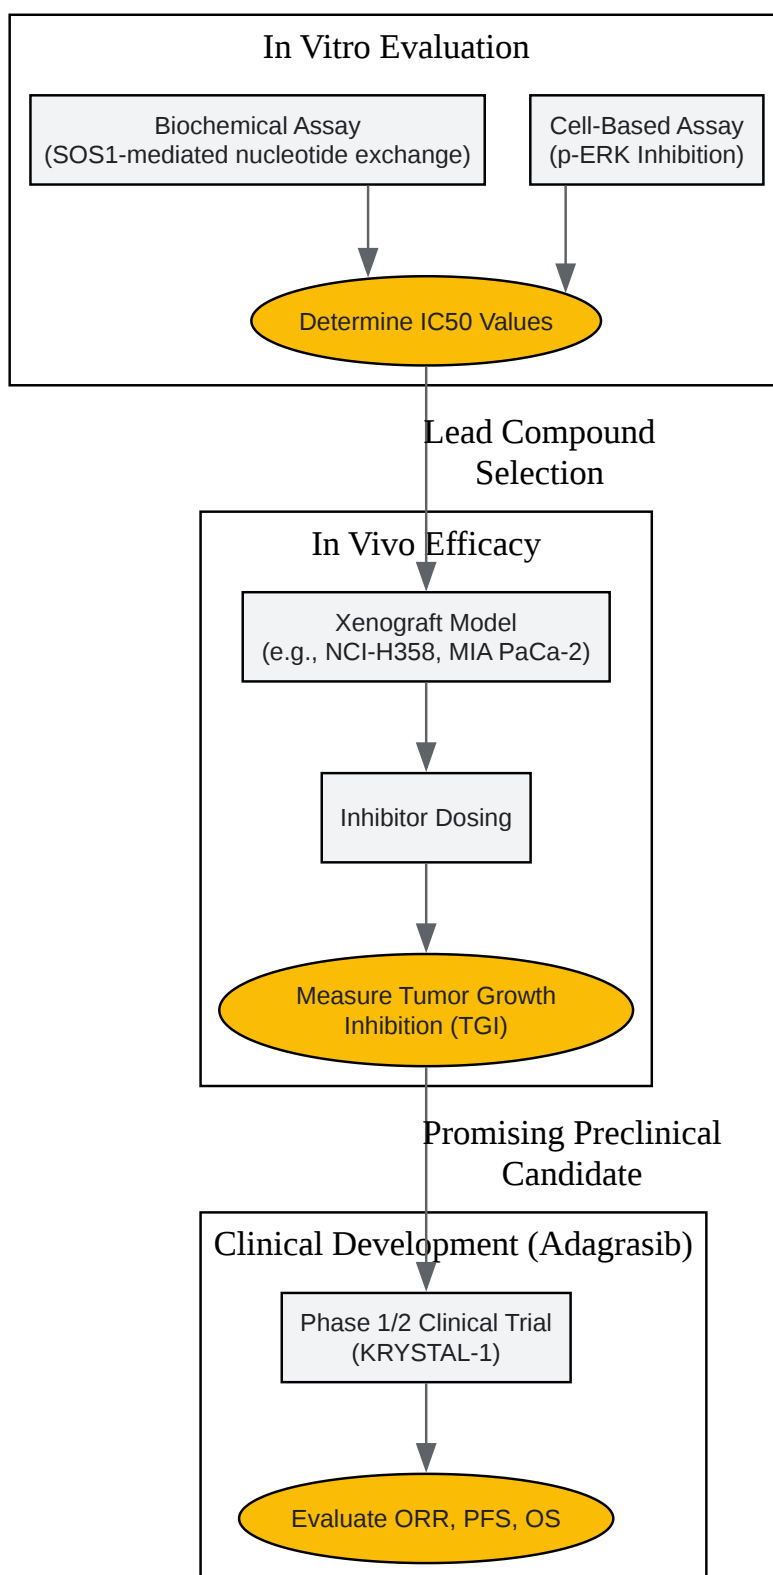 In Vitro Evaluation
Biochemical Assay
(SOS1-mediated nucleotide exchange)
Cell-Based Assay
(p-ERK Inhibition)
Determine IC50 Values
Lead Compound
Selection
In Vivo Efficacy
Xenograft Model
(e.g., NCI-H358, MIA PaCa-2)
Inhibitor Dosing
Measure Tumor Growth
Inhibition (TGI)
Promising Preclinical
Candidate
Clinical Development (Adagrasib)
Phase 1/2 Clinical Trial
(KRYSTAL-1)
Evaluate ORR, PFS, OS